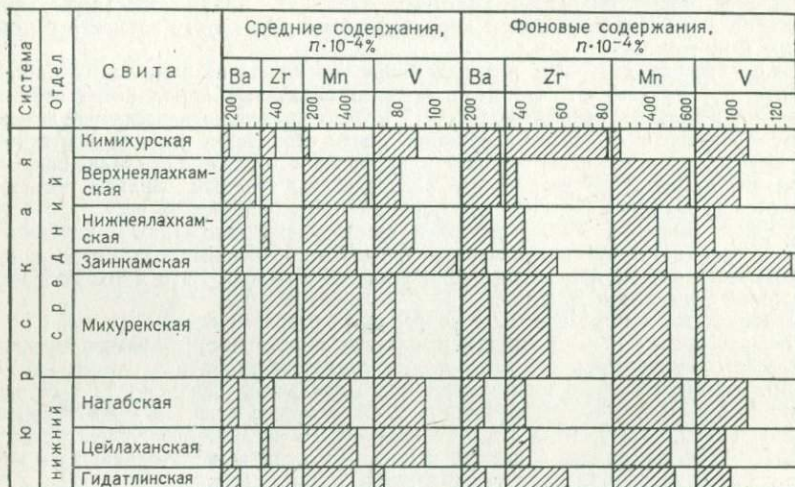 Система
Отдел
Свита
Средние содержания,
n·10⁻⁴%
Фоновые содержания,
n·10⁻⁴%
Ba Zr Mn V Ba Zr Mn V
200 40 200 400 80 100 200 40 60 80 400 600 100 120
Юрская
средний
нижний
Кимихурская
Верхнеялахкам-
ская
Нижнеялахкам-
ская
Заинкамская
Михурекская
Нагабская
Цейлаханская
Гидатлинская